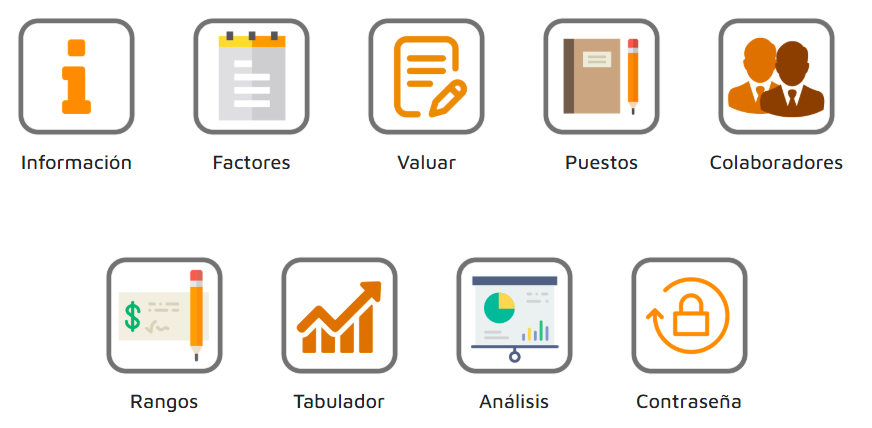 Información
Factores
Valuar
Puestos
Colaboradores
Rangos
Tabulador
Análisis
Contraseña